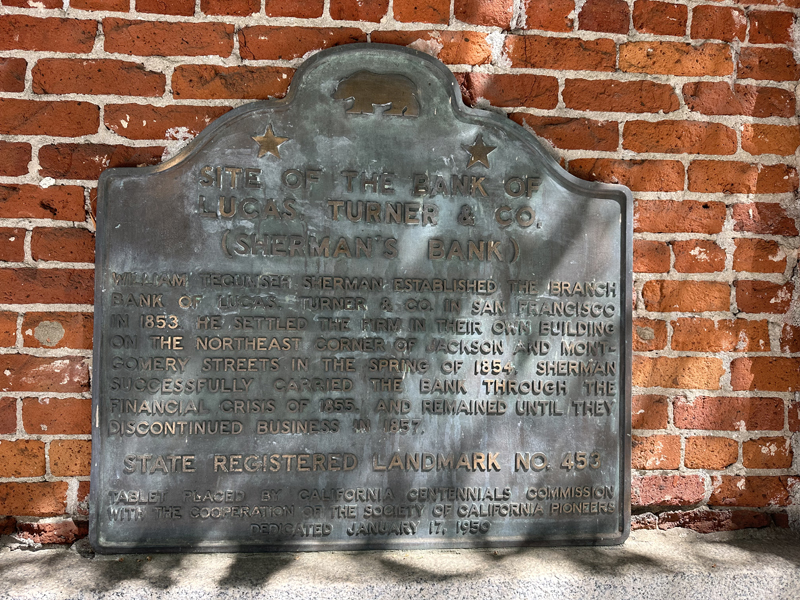 SITE OF THE BANK OF
LUCAS, TURNER & CO.
(SHERMAN'S BANK)
WILLIAM TECUMSEH SHERMAN ESTABLISHED THE BRANCH
BANK OF LUCAS, TURNER & CO. IN SAN FRANCISCO
IN 1853. HE SETTLED THE FIRM IN THEIR OWN BUILDING
ON THE NORTHEAST CORNER OF JACKSON AND MONT-
GOMERY STREETS IN THE SPRING OF 1854. SHERMAN
SUCCESSFULLY CARRIED THE BANK THROUGH THE
FINANCIAL CRISIS OF 1855, AND REMAINED UNTIL THEY
DISCONTINUED BUSINESS IN 1857.
STATE REGISTERED LANDMARK NO. 453
TABLET PLACED BY CALIFORNIA CENTENNIALS COMMISSION
WITH THE COOPERATION OF THE SOCIETY OF CALIFORNIA PIONEERS
DEDICATED JANUARY 17, 1950